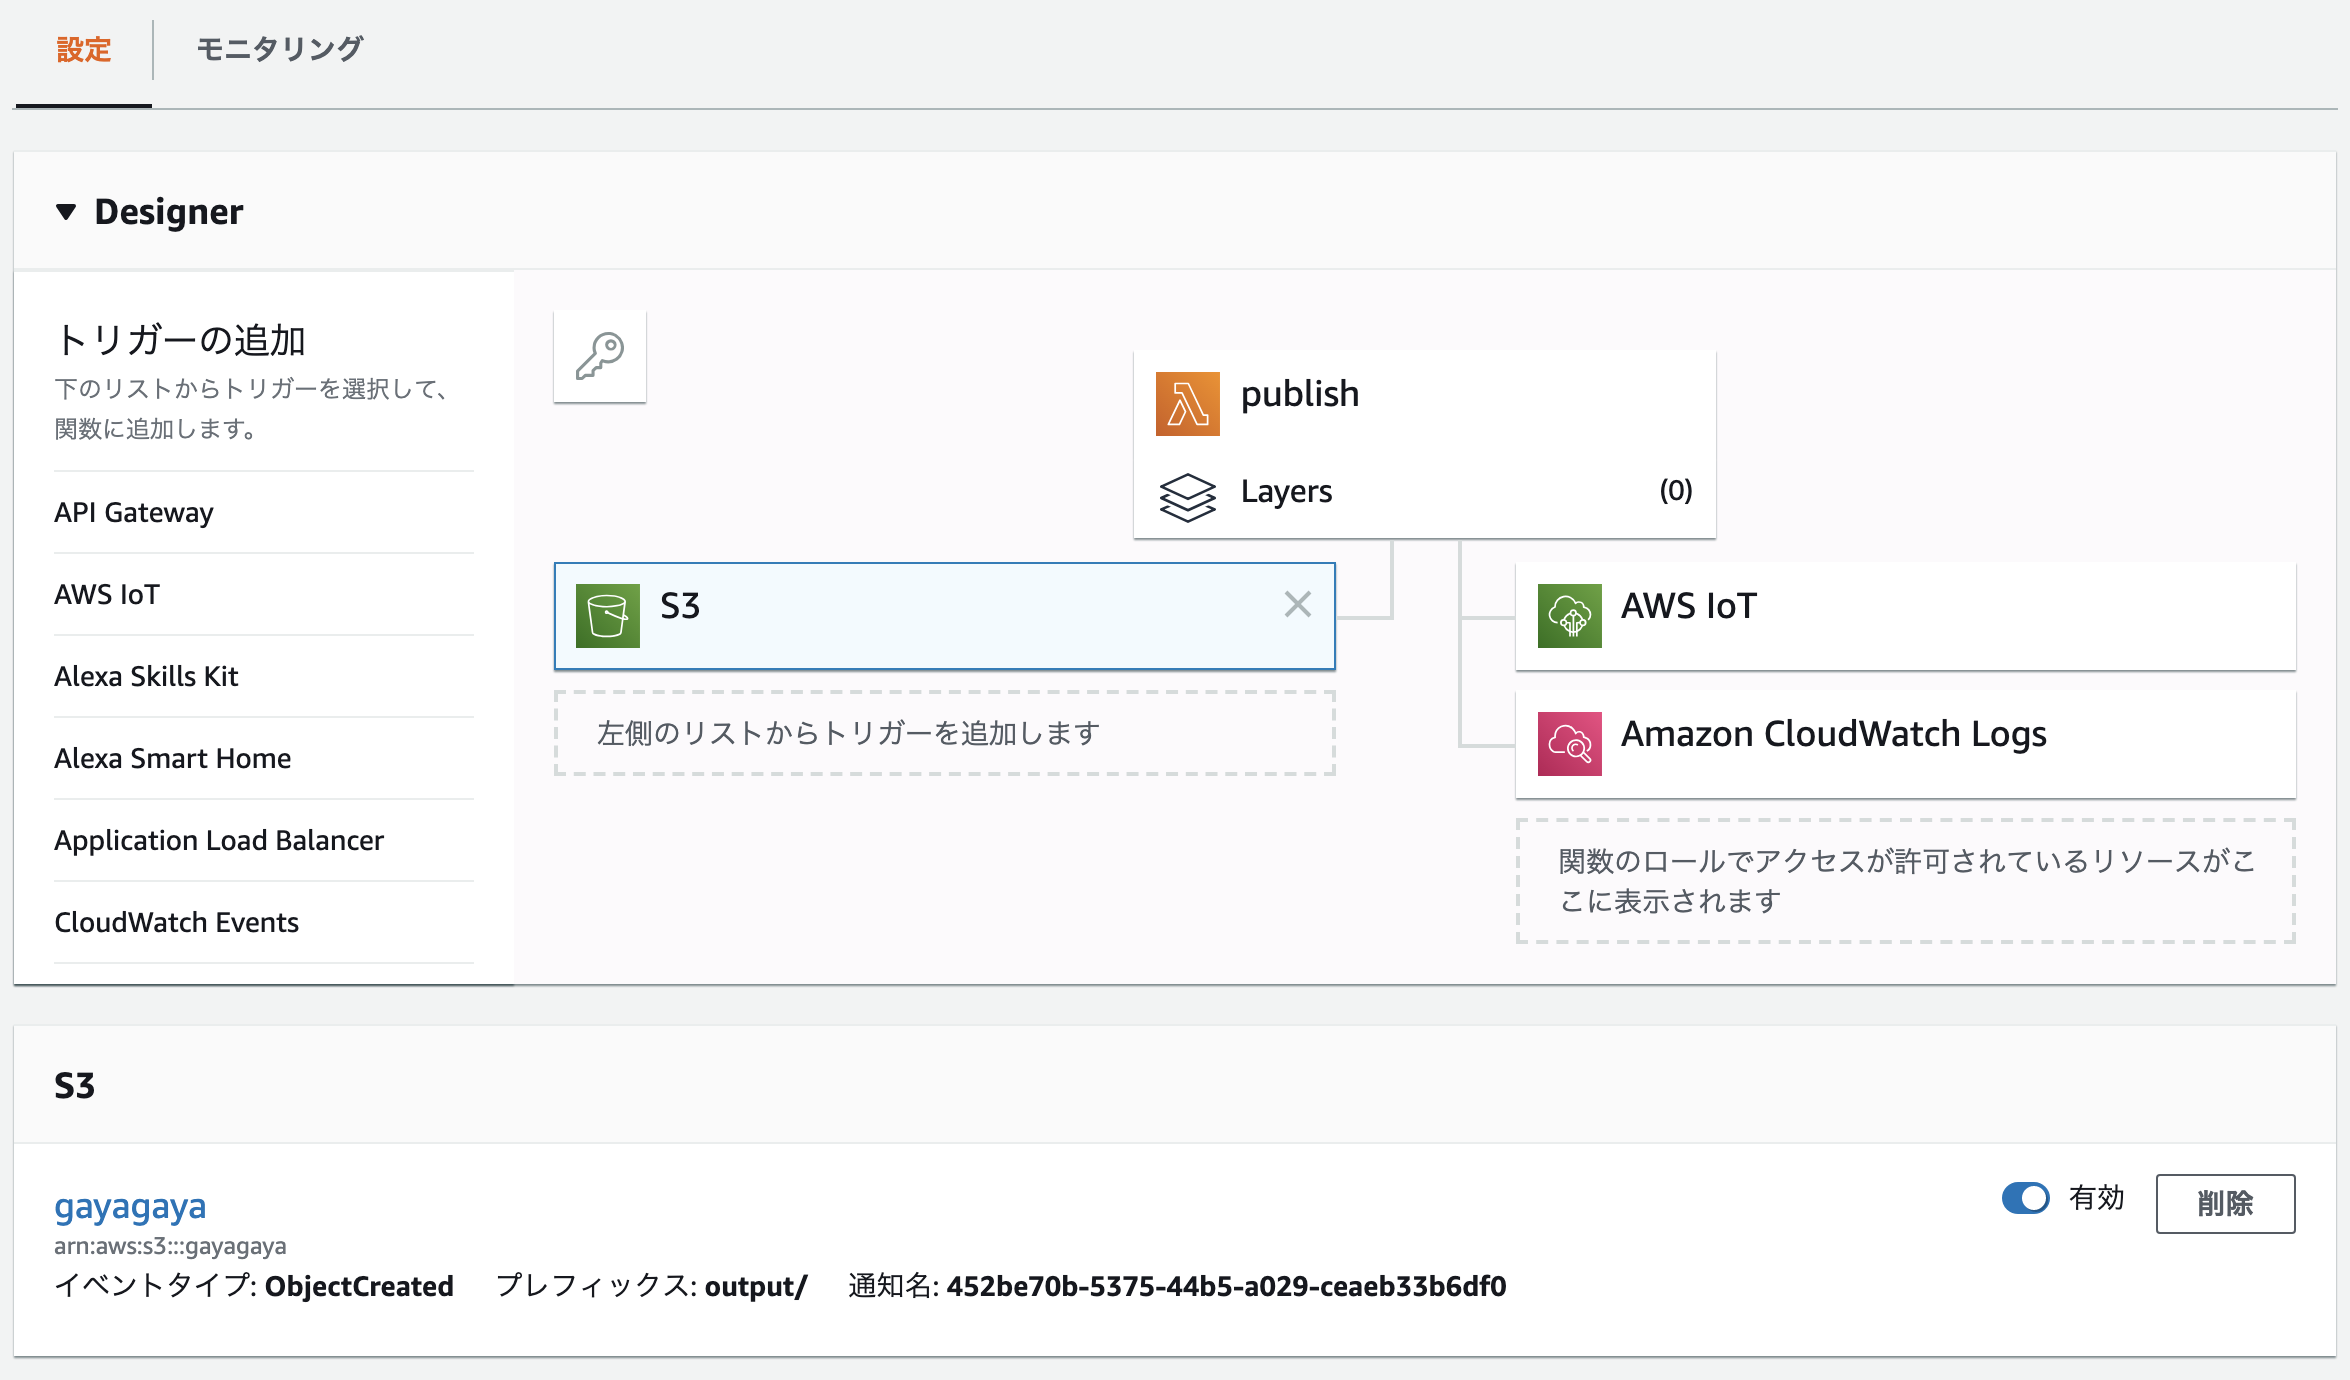 設定
モニタリング
Designer
トリガーの追加
下のリストからトリガーを選択して、
関数に追加します。
API Gateway
AWS IoT
Alexa Skills Kit
Alexa Smart Home
Application Load Balancer
CloudWatch Events
publish
Layers (0)
S3
左側のリストからトリガーを追加します
AWS IoT
Amazon CloudWatch Logs
関数のロールでアクセスが許可されているリソースがこ
こに表示されます
S3
gayagaya
有効
削除
arn:aws:s3:::gayagaya
イベントタイプ: ObjectCreated プレフィックス: output/ 通知名: 452be70b-5375-44b5-a029-ceaeb33b6df0